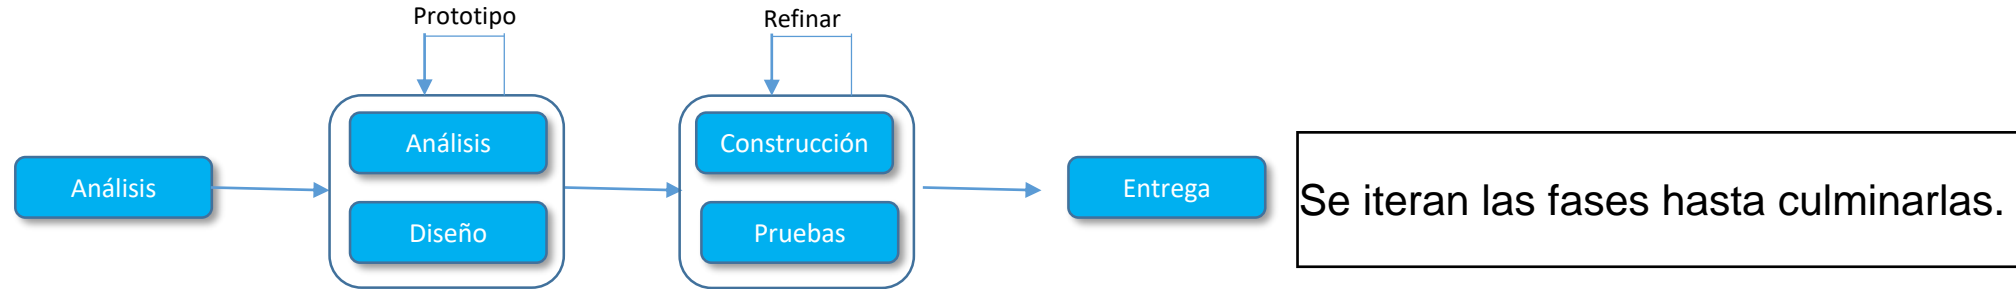 Prototipo
Refinar
Análisis
Análisis
Diseño
Construcción
Pruebas
Entrega
Se iteran las fases hasta culminarlas.